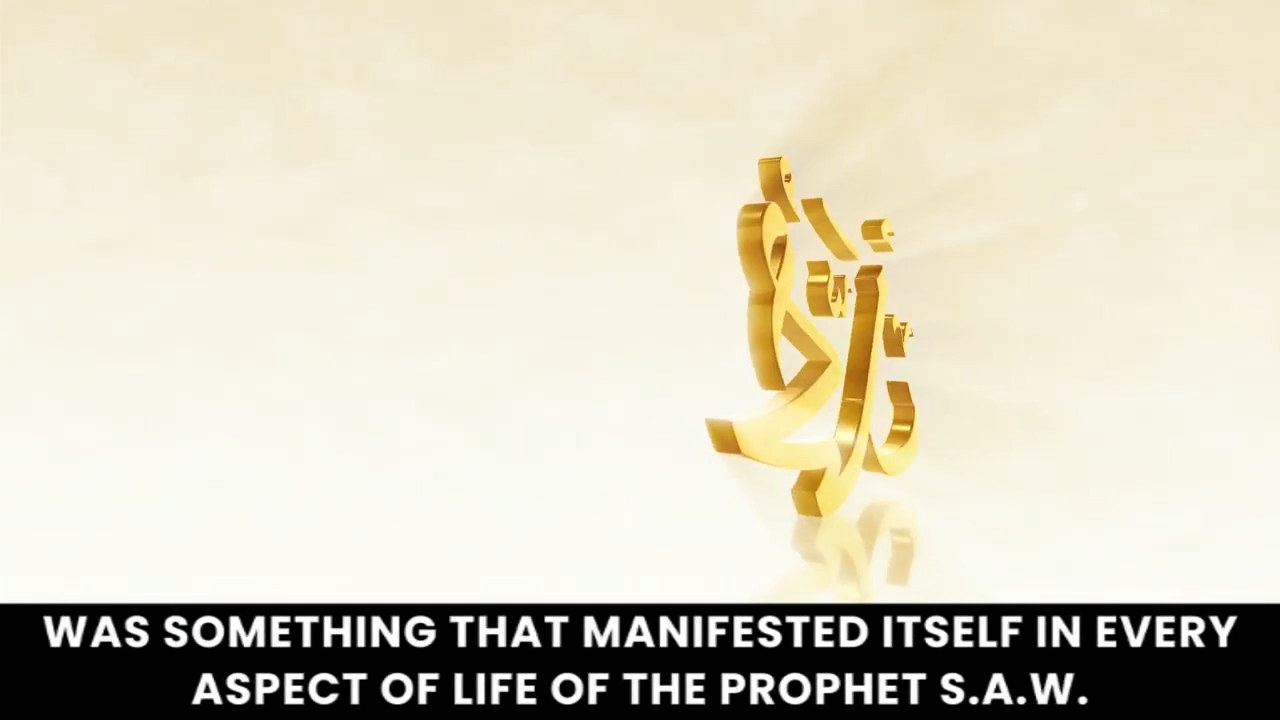 WAS SOMETHING THAT MANIFESTED ITSELF IN EVERY
ASPECT OF LIFE OF THE PROPHET S.A.W.